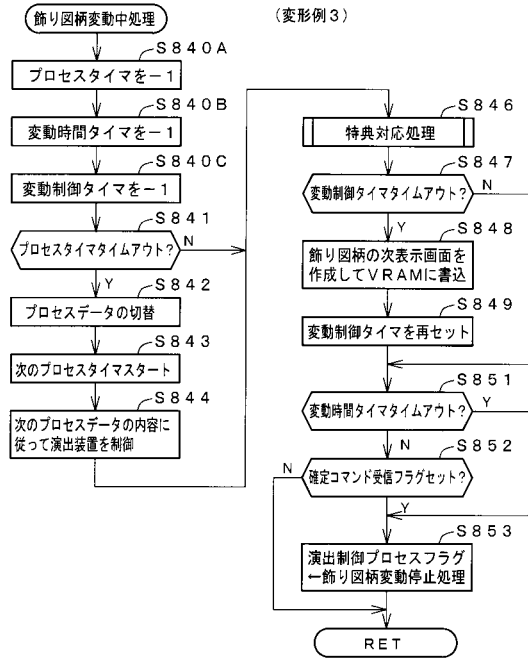 飾り図柄変動中処理
(変形例3)
S840A
プロセスタイマを－1
S840B
変動時間タイマを－1
S840C
変動制御タイマを－1
S841
プロセスタイマタイムアウト？
N
Y
S842
プロセスデータの切替
S843
次のプロセスタイマスタート
S844
次のプロセスデータの内容に
従って演出装置を制御
S846
特典対応処理
S847
変動制御タイマタイムアウト？
N
Y
S848
飾り図柄の次表示画面を
作成してVRAMに書込
S849
変動制御タイマを再セット
S851
変動時間タイマタイムアウト？
Y
N
S852
N
確定コマンド受信フラグセット？
Y
S853
演出制御プロセスフラグ
←飾り図柄変動停止処理
RET